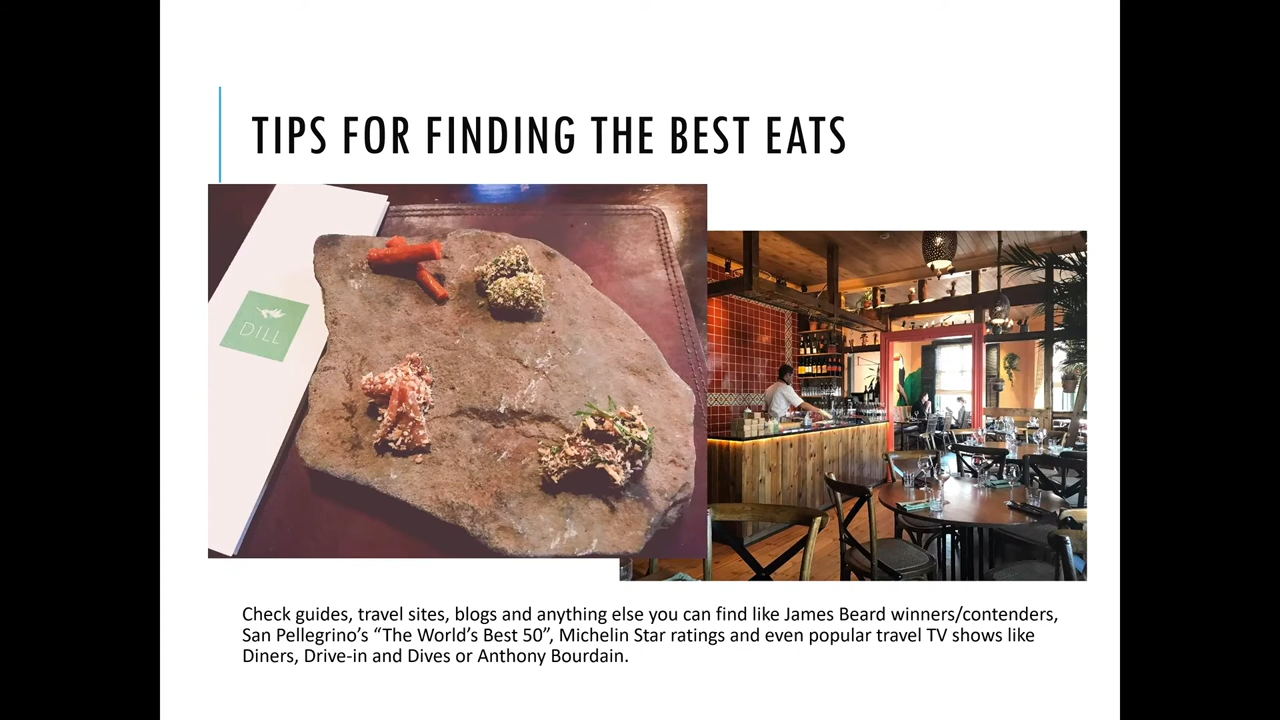 TIPS FOR FINDING THE BEST EATS
DILL
Check guides, travel sites, blogs and anything else you can find like James Beard winners/contenders,
San Pellegrino’s “The World’s Best 50”, Michelin Star ratings and even popular travel TV shows like
Diners, Drive-in and Dives or Anthony Bourdain.